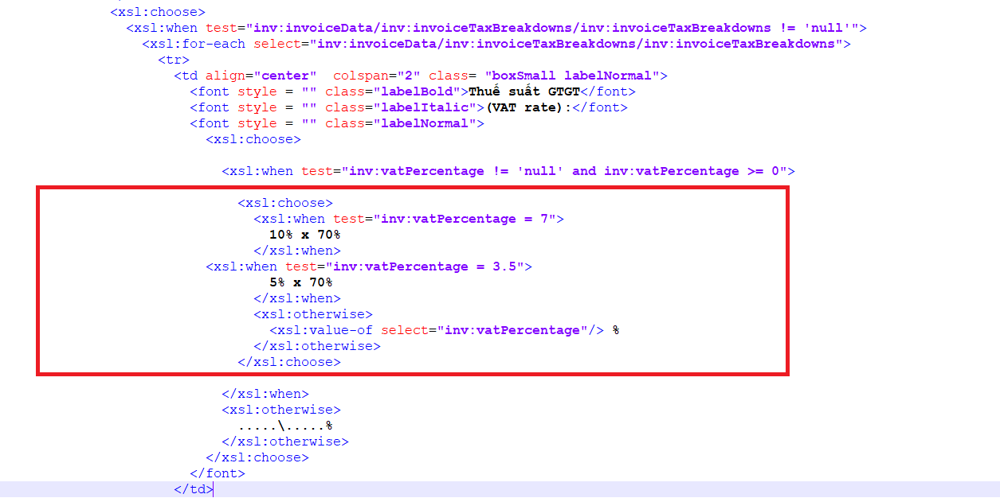 <xsl:choose>
<xsl:when test="inv:invoiceData/inv:invoiceTaxBreakdowns/inv:invoiceTaxBreakdowns != 'null'">
<xsl:for-each select="inv:invoiceData/inv:invoiceTaxBreakdowns/inv:invoiceTaxBreakdowns">
<tr>
<td align="center"  colspan="2" class= "boxSmall labelNormal">
<font style = "" class="labelBold">Thuế suất GTGT</font>
<font style = "" class="labelItalic">(VAT rate):</font>
<font style = "" class="labelNormal">
<xsl:choose>
<xsl:when test="inv:vatPercentage != 'null' and inv:vatPercentage >= 0">
<xsl:choose>
<xsl:when test="inv:vatPercentage = 7">
10% x 70%
</xsl:when>
<xsl:when test="inv:vatPercentage = 3.5">
5% x 70%
</xsl:when>
<xsl:otherwise>
<xsl:value-of select="inv:vatPercentage"/> %
</xsl:otherwise>
</xsl:choose>
</xsl:when>
<xsl:otherwise>
.....\.....%
</xsl:otherwise>
</xsl:choose>
</font>
</td>